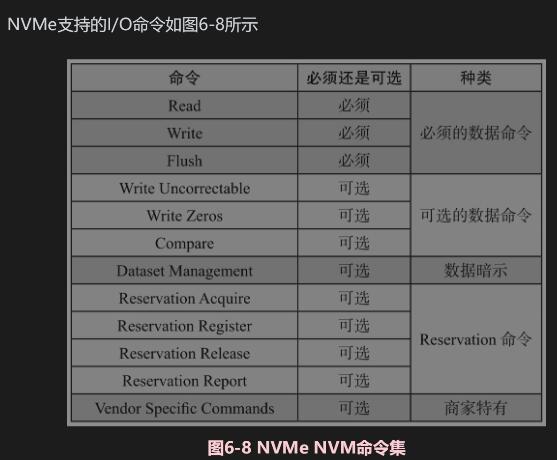 NVMe支持的I/O命令如图6-8所示
命令 必须还是可选 种类
Read 必须
Write 必须 必须的数据命令
Flush 必须
Write Uncorrectable 可选
Write Zeros 可选 可选的数据命令
Compare 可选
Dataset Management 可选 数据暗示
Reservation Acquire 可选
Reservation Register 可选
Reservation 命令
Reservation Release 可选
Reservation Report 可选
Vendor Specific Commands 可选 商家特有
图6-8 NVMe NVM命令集